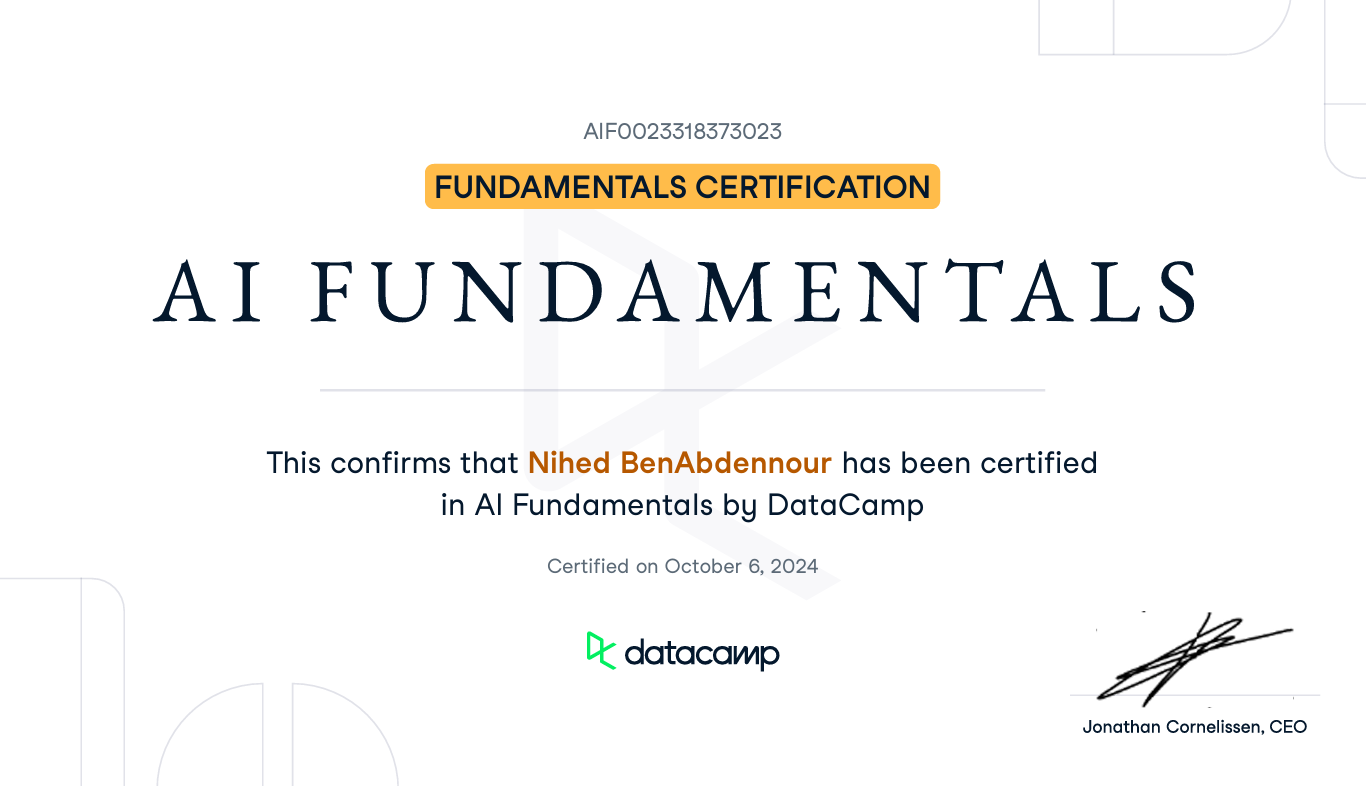 AIF0023318373023
FUNDAMENTALS CERTIFICATION
AI FUNDAMENTALS
This confirms that Nihed BenAbdennour has been certified
in AI Fundamentals by DataCamp
Certified on October 6, 2024
datacamp
Jonathan Cornelissen, CEO